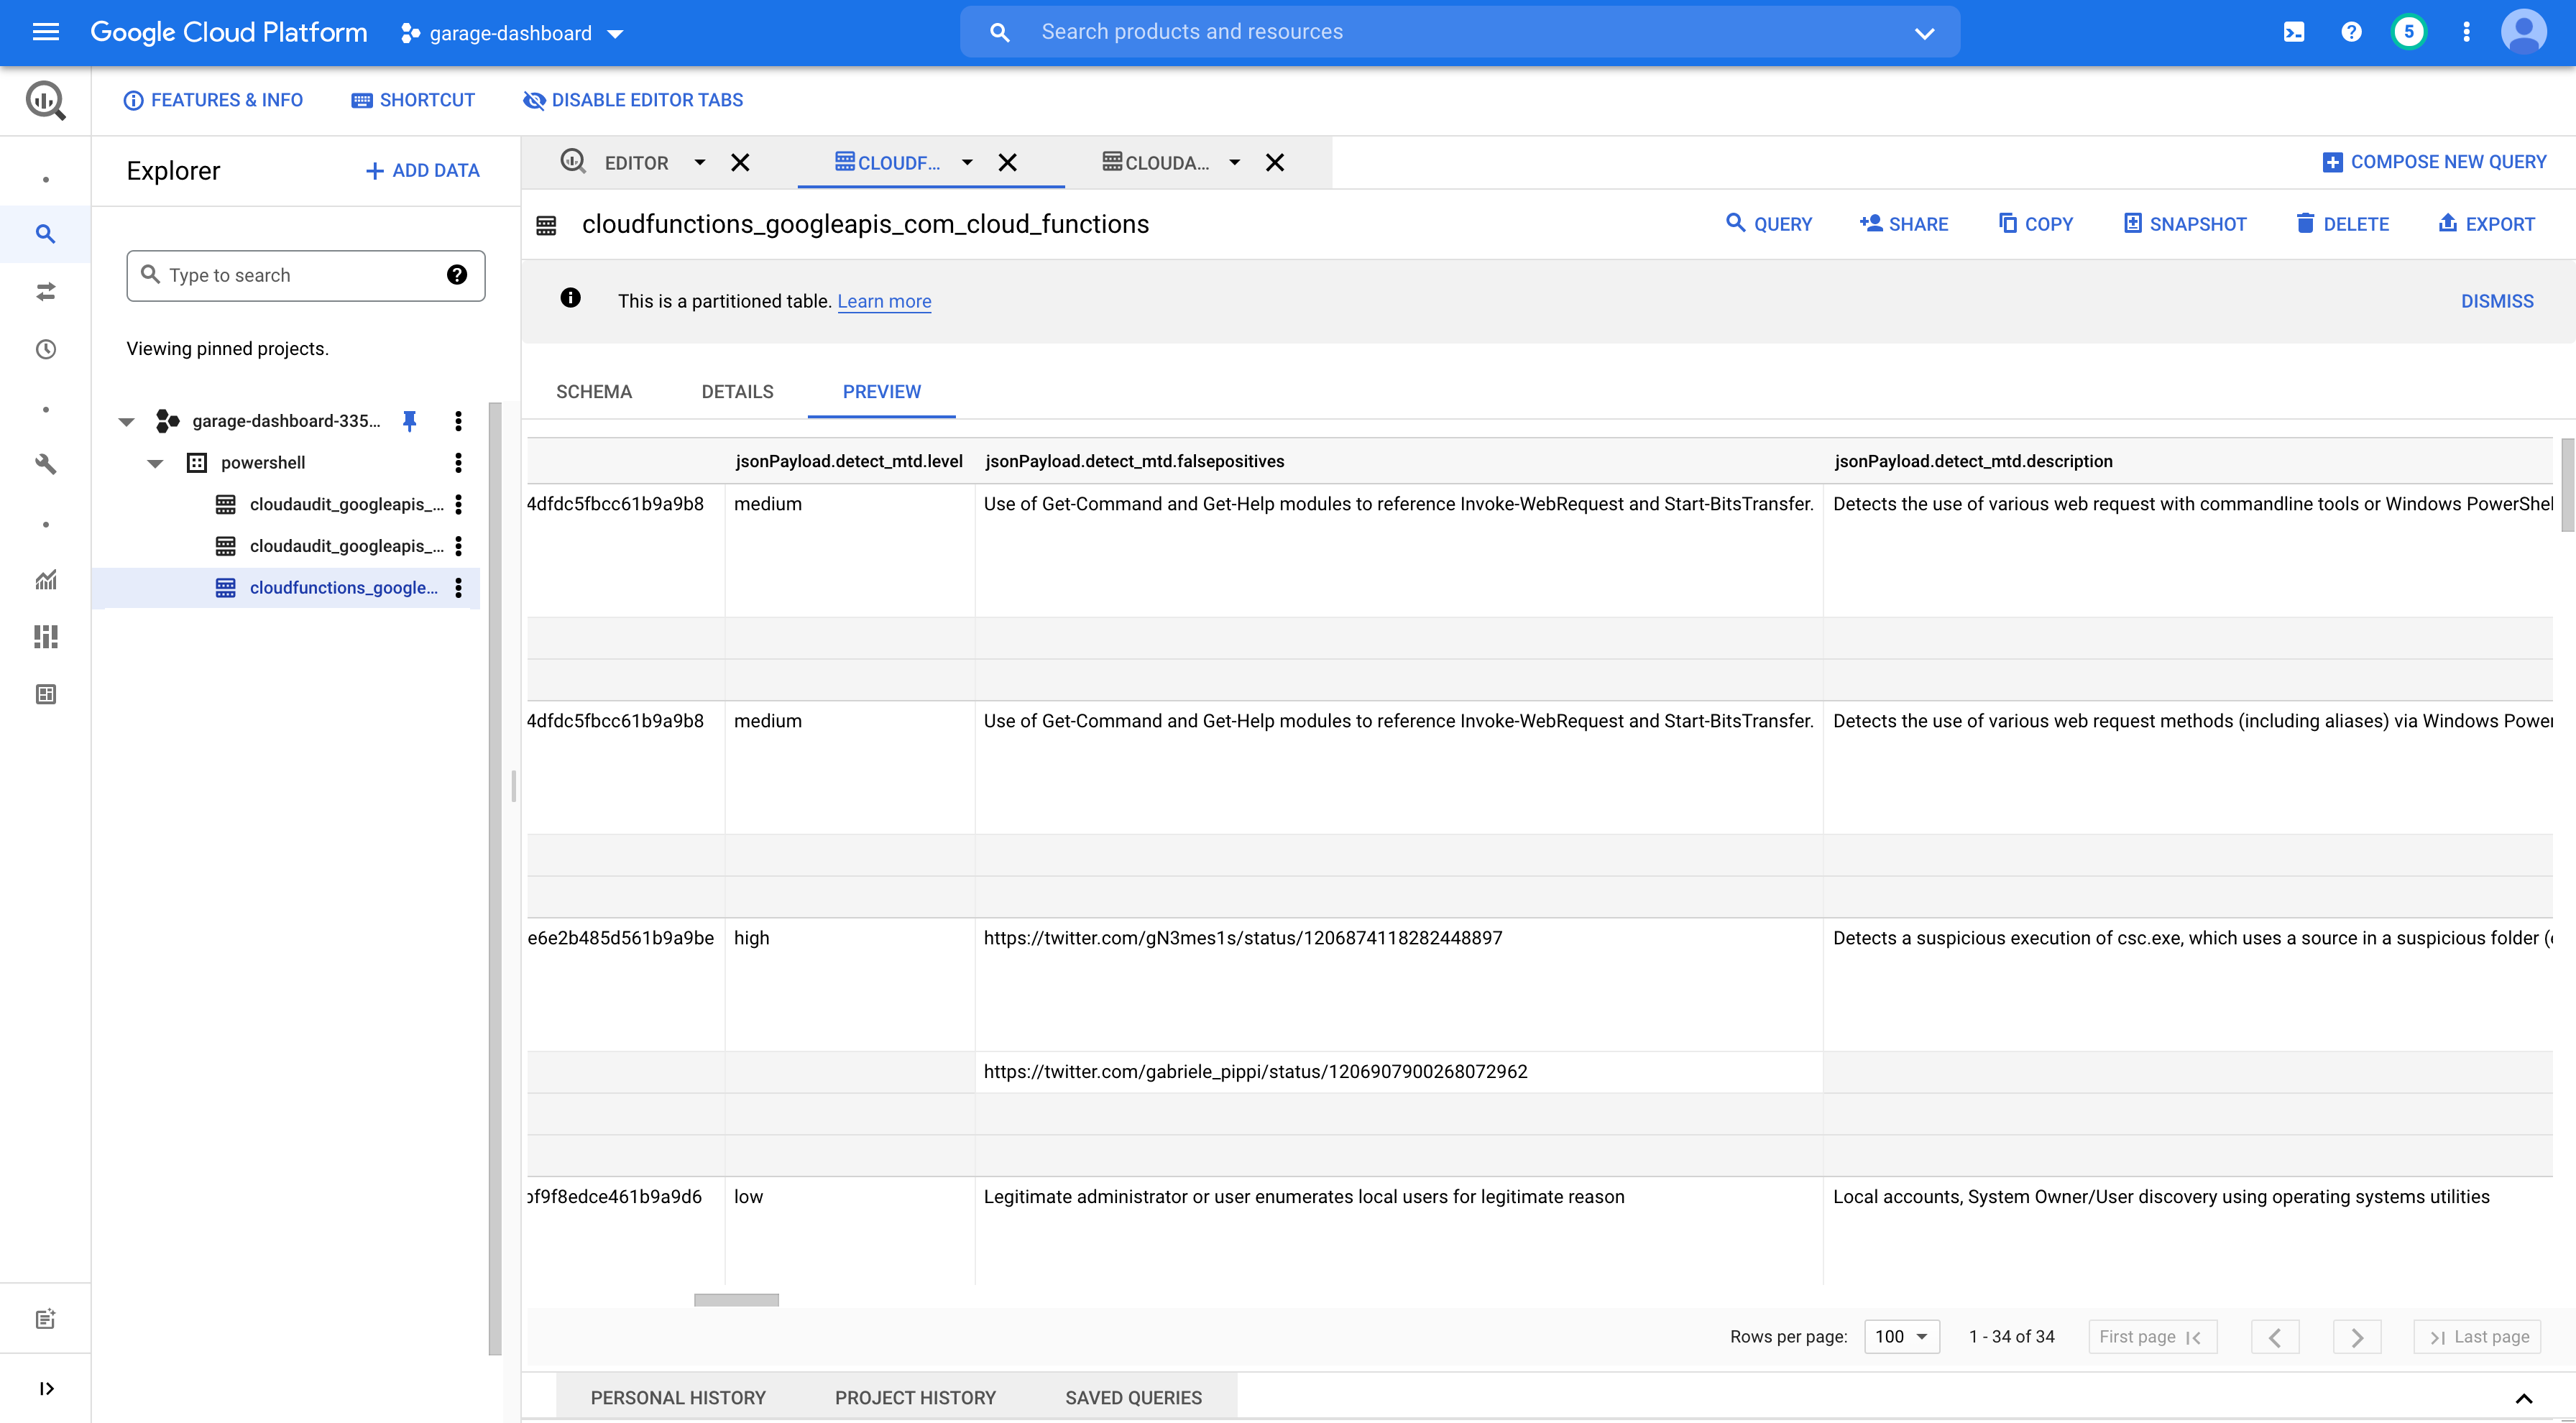 Google Cloud Platform garage-dashboard Search products and resources 5
FEATURES & INFO SHORTCUT DISABLE EDITOR TABS
Explorer ADD DATA
Type to search
Viewing pinned projects.
garage-dashboard-335...
powershell
cloudaudit_googleapis_...
cloudaudit_googleapis_...
cloudfunctions_google...
EDITOR CLOUDF... CLOUDA... COMPOSE NEW QUERY
cloudfunctions_googleapis_com_cloud_functions QUERY SHARE COPY SNAPSHOT DELETE EXPORT
This is a partitioned table. Learn more DISMISS
SCHEMA DETAILS PREVIEW
jsonPayload.detect_mtd.level jsonPayload.detect_mtd.falsepositives jsonPayload.detect_mtd.description
4dfdc5fbcc61b9a9b8 medium Use of Get-Command and Get-Help modules to reference Invoke-WebRequest and Start-BitsTransfer. Detects the use of various web request with commandline tools or Windows PowerShel
4dfdc5fbcc61b9a9b8 medium Use of Get-Command and Get-Help modules to reference Invoke-WebRequest and Start-BitsTransfer. Detects the use of various web request methods (including aliases) via Windows Power
e6e2b485d561b9a9be high https://twitter.com/gN3mes1s/status/1206874118282448897 Detects a suspicious execution of csc.exe, which uses a source in a suspicious folder (
https://twitter.com/gabriele_pippi/status/1206907900268072962
bf9f8edce461b9a9d6 low Legitimate administrator or user enumerates local users for legitimate reason Local accounts, System Owner/User discovery using operating systems utilities
Rows per page: 100 1 - 34 of 34 First page Last page
PERSONAL HISTORY PROJECT HISTORY SAVED QUERIES